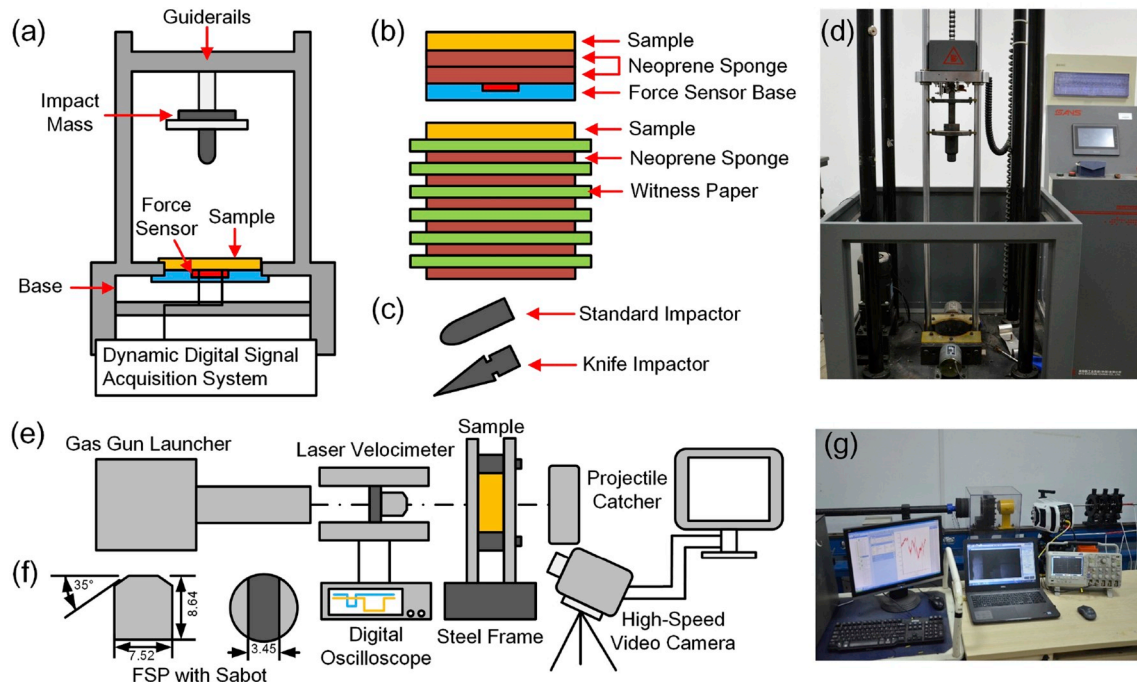 (a)
Guiderails
Impact
Mass
Force
Sensor
Sample
Base
Dynamic Digital Signal
Acquisition System
(b)
Sample
Neoprene Sponge
Force Sensor Base
Sample
Neoprene Sponge
Witness Paper
(c)
Standard Impactor
Knife Impactor
(d)
(e)
Gas Gun Launcher
Laser Velocimeter
Sample
Projectile
Catcher
Digital
Oscilloscope
Steel Frame
High-Speed
Video Camera
(f)
35°
8.64
7.52
3.45
FSP with Sabot
(g)